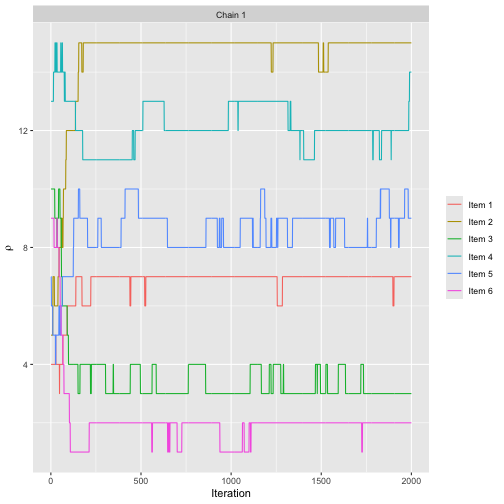 Chain 1
12
8
4
ρ
0
500
1000
1500
2000
Iteration
Item 1
Item 2
Item 3
Item 4
Item 5
Item 6